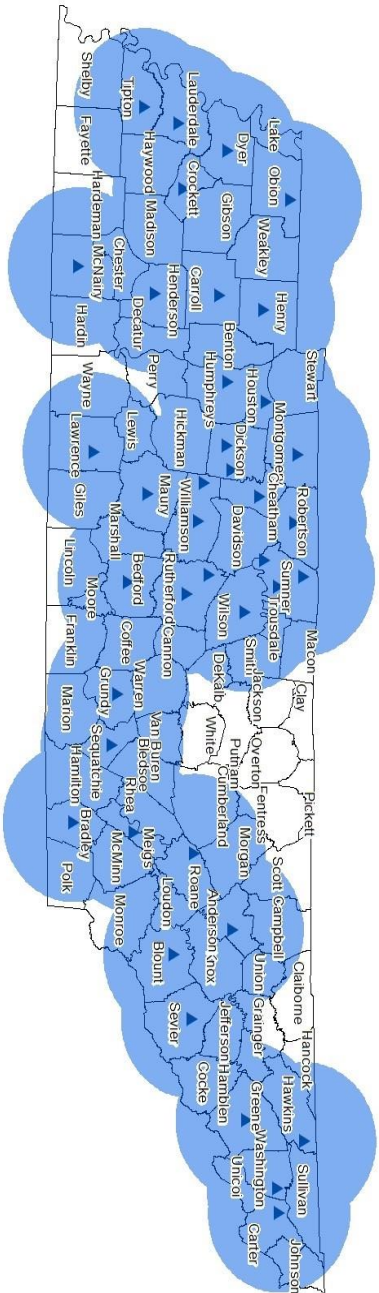 Shelby
Fayette
Hardeman
McNairy
Hardin
Wayne
Lawrence
Giles
Lincoln
Moore
Franklin
Marion
Hamilton
Bradley
Polk
Tipton
Haywood
Madison
Chester
Henderson
Decatur
Perry
Lewis
Hickman
Maury
Marshall
bedford
Coffee
Grundy
Sequatchie
Warren
Van Buren
Bledsoe
Rhea
Meigs
McMinn
Monroe
Lauderdale
Crockett
Dyer
Gibson
Carroll
Benton
Humphreys
Houston
Dickson
Williamson
Davidson
Rutherford
Cannon
Wilson
DeKalb
Smith
White
Putnam
Cumberland
Morgan
Roane
Loudon
Blount
Anderson
Knox
Sevier
Jefferson
Cocke
Hamblen
Lake
Obion
Weakley
Henry
Stewart
Montgomery
Cheatham
Robertson
Sumner
Trousdale
Macon
Jackson
Clay
Overton
Fentress
Pickett
Scott
Campbell
Union
Claiborne
Grainger
Hancock
Hawkins
Greene
Washington
Unicoi
Sullivan
Carter
Johnson